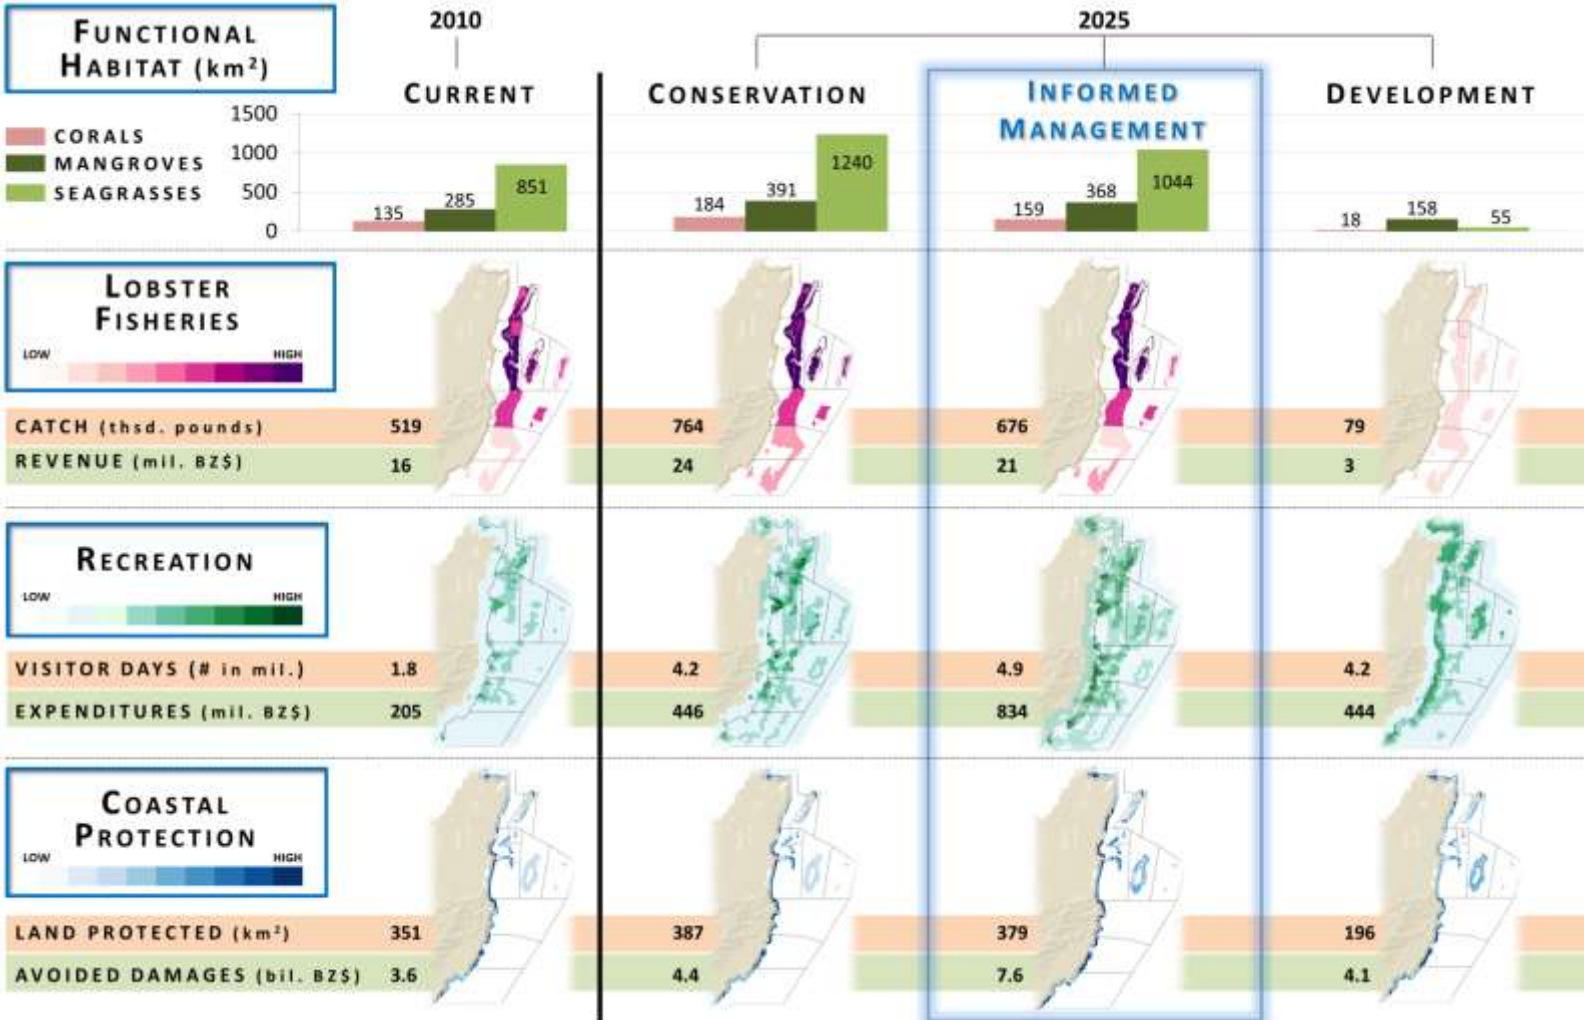 FUNCTIONAL
HABITAT (km²)
2010
2025
CURRENT
CONSERVATION
INFORMED
MANAGEMENT
DEVELOPMENT
CORALS
MANGROVES
SEAGRASSES
1500
1000
500
0
135
285
851
184
391
1240
159
368
1044
18
158
55
LOBSTER
FISHERIES
LOW HIGH
CATCH (thsd. pounds) 519 764 676 79
REVENUE (mil. BZ$) 16 24 21 3
RECREATION
LOW HIGH
VISITOR DAYS (# in mil.) 1.8 4.2 4.9 4.2
EXPENDITURES (mil. BZ$) 205 446 834 444
COASTAL
PROTECTION
LOW HIGH
LAND PROTECTED (km²) 351 387 379 196
AVOIDED DAMAGES (bil. BZ$) 3.6 4.4 7.6 4.1